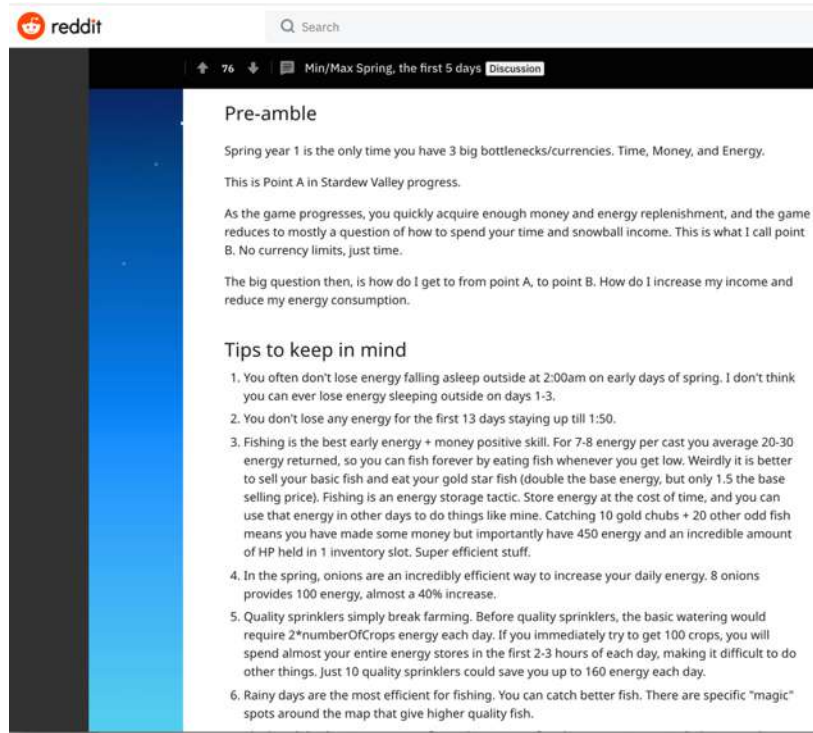 reddit
Search
76 Min/Max Spring, the first 5 days Discussion
Pre-amble
Spring year 1 is the only time you have 3 big bottlenecks/currencies. Time, Money, and Energy.
This is Point A in Stardew Valley progress.
As the game progresses, you quickly acquire enough money and energy replenishment, and the game
reduces to mostly a question of how to spend your time and snowball income. This is what I call point
B. No currency limits, just time.
The big question then, is how do I get to from point A, to point B. How do I increase my income and
reduce my energy consumption.
Tips to keep in mind
1. You often don't lose energy falling asleep outside at 2:00am on early days of spring. I don't think
you can ever lose energy sleeping outside on days 1-3.
2. You don't lose any energy for the first 13 days staying up till 1:50.
3. Fishing is the best early energy + money positive skill. For 7-8 energy per cast you average 20-30
energy returned, so you can fish forever by eating fish whenever you get low. Weirdly it is better
to sell your basic fish and eat your gold star fish (double the base energy, but only 1.5 the base
selling price). Fishing is an energy storage tactic. Store energy at the cost of time, and you can
use that energy in other days to do things like mine. Catching 10 gold chubs + 20 other odd fish
means you have made some money but importantly have 450 energy and an incredible amount
of HP held in 1 inventory slot. Super efficient stuff.
4. In the spring, onions are an incredibly efficient way to increase your daily energy. 8 onions
provides 100 energy, almost a 40% increase.
5. Quality sprinklers simply break farming. Before quality sprinklers, the basic watering would
require 2*numberOfCrops energy each day. If you immediately try to get 100 crops, you will
spend almost your entire energy stores in the first 2-3 hours of each day, making it difficult to do
other things. Just 10 quality sprinklers could save you up to 160 energy each day.
6. Rainy days are the most efficient for fishing. You can catch better fish. There are specific "magic"
spots around the map that give higher quality fish.